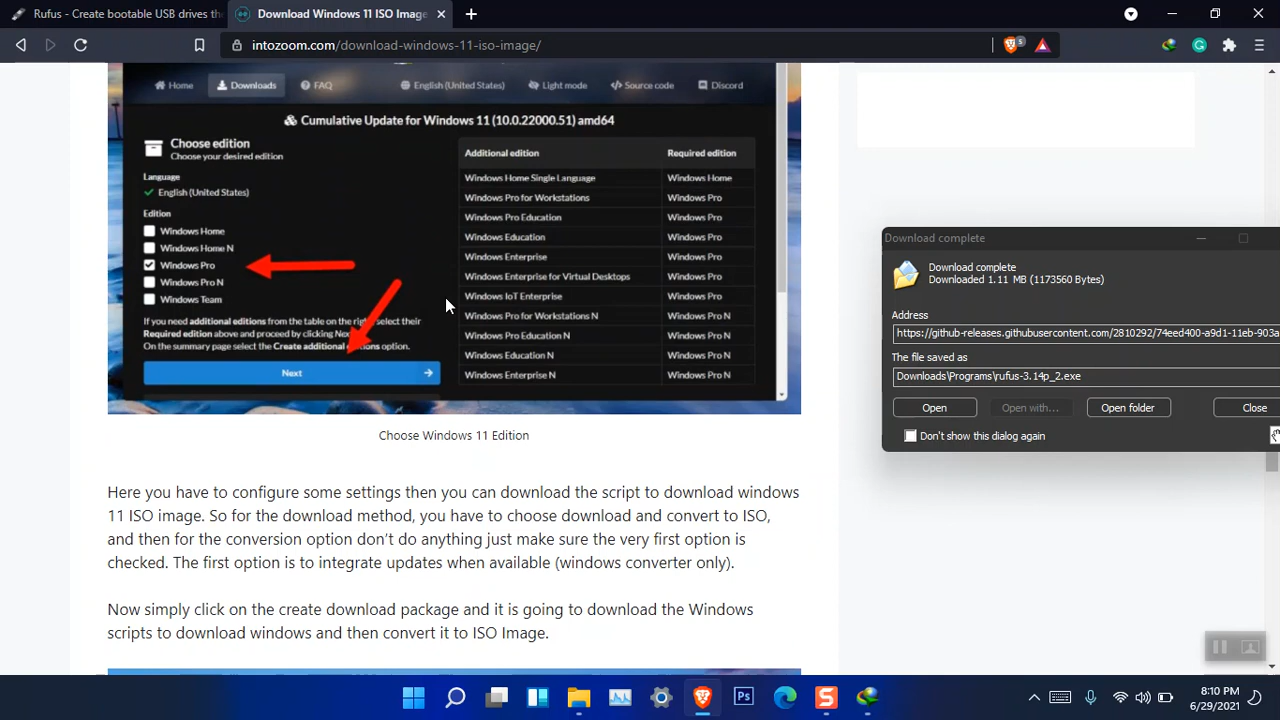 Rufus - Create bootable USB drives the
Download Windows 11 ISO Image
intozoom.com/download-windows-11-iso-image/
5
Home
Downloads
FAQ
English (United States)
Light mode
Source code
Discord
Cumulative Update for Windows 11 (10.0.22000.51) amd64
Choose edition
Choose your desired edition
Language
English (United States)
Edition
Windows Home
Windows Home N
Windows Pro
Windows Pro N
Windows Team
If you need additional editions from the table on the right, select their
Required edition above and proceed by clicking Next
On the summary page select the Create additional editions option.
Next
Additional edition Required edition
Windows Home Single Language Windows Home
Windows Pro for Workstations Windows Pro
Windows Pro Education Windows Pro
Windows Education Windows Pro
Windows Enterprise Windows Pro
Windows Enterprise for Virtual Desktops Windows Pro
Windows IoT Enterprise Windows Pro
Windows Pro for Workstations N Windows Pro N
Windows Pro Education N Windows Pro N
Windows Education N Windows Pro N
Windows Enterprise N Windows Pro N
Choose Windows 11 Edition
Here you have to configure some settings then you can download the script to download windows
11 ISO image. So for the download method, you have to choose download and convert to ISO,
and then for the conversion option don't do anything just make sure the very first option is
checked. The first option is to integrate updates when available (windows converter only).
Now simply click on the create download package and it is going to download the Windows
scripts to download windows and then convert it to ISO Image.
Download complete
Download complete
Downloaded 1.11 MB (1173560 Bytes)
Address
https://github-releases.githubusercontent.com/2810292/74eed400-a9d1-11eb-903a
The file saved as
Downloads\Programs\rufus-3.14p_2.exe
Open
Open with...
Open folder
Close
Don't show this dialog again
Ps
S
8:10 PM
6/29/2021